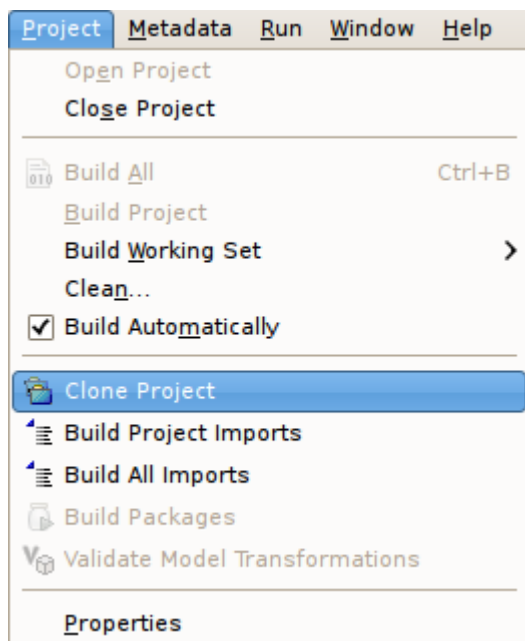 Project Metadata Run Window Help
Open Project
Close Project
010 Build All Ctrl+B
Build Project
Build Working Set
Clean...
Build Automatically
Clone Project
Build Project Imports
Build All Imports
Build Packages
V Validate Model Transformations
Properties